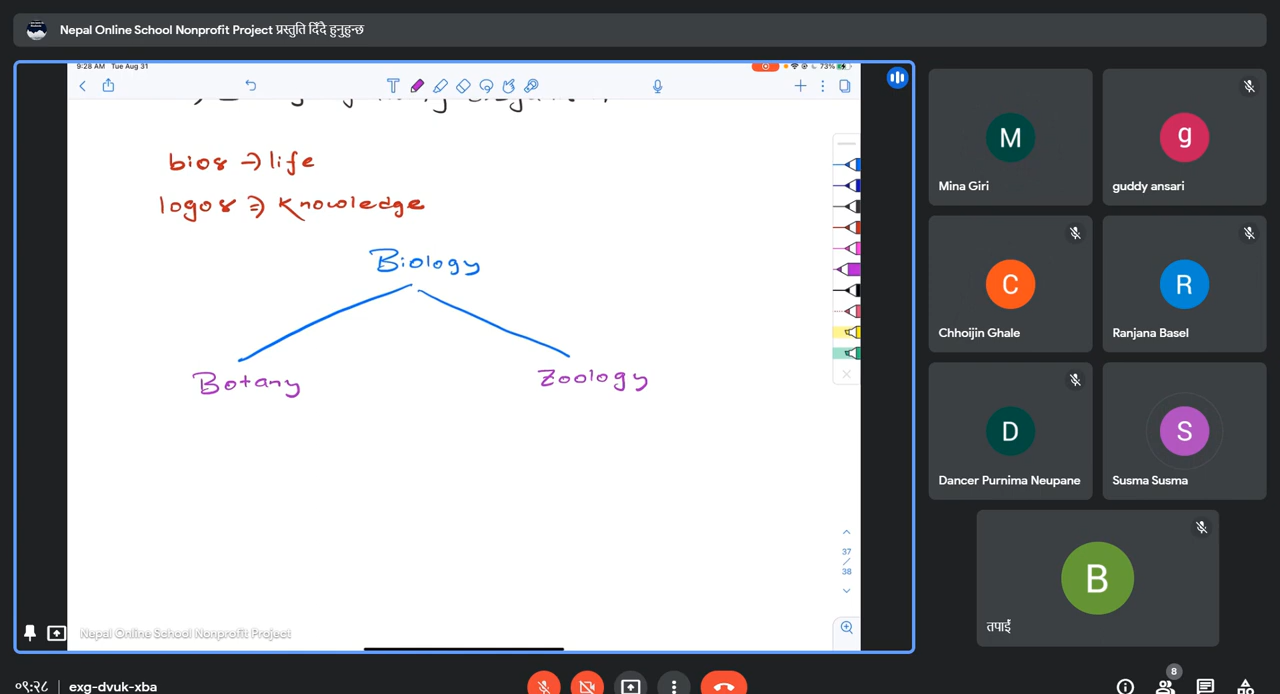 Nepal Online School Nonprofit Project प्रस्तुति दिँदै हुनुहुन्छ
9:28 AM Tue Aug 31
73%
T
bios → life
logos ⇒ Knowledge
Biology
Botany
Zoology
37
/
38
Nepal Online School Nonprofit Project
M
Mina Giri
g
guddy ansari
C
Chhoijin Ghale
R
Ranjana Basel
D
Dancer Purnima Neupane
S
Susma Susma
B
तपाईं
०९:२८ | exg-dvuk-xba
8